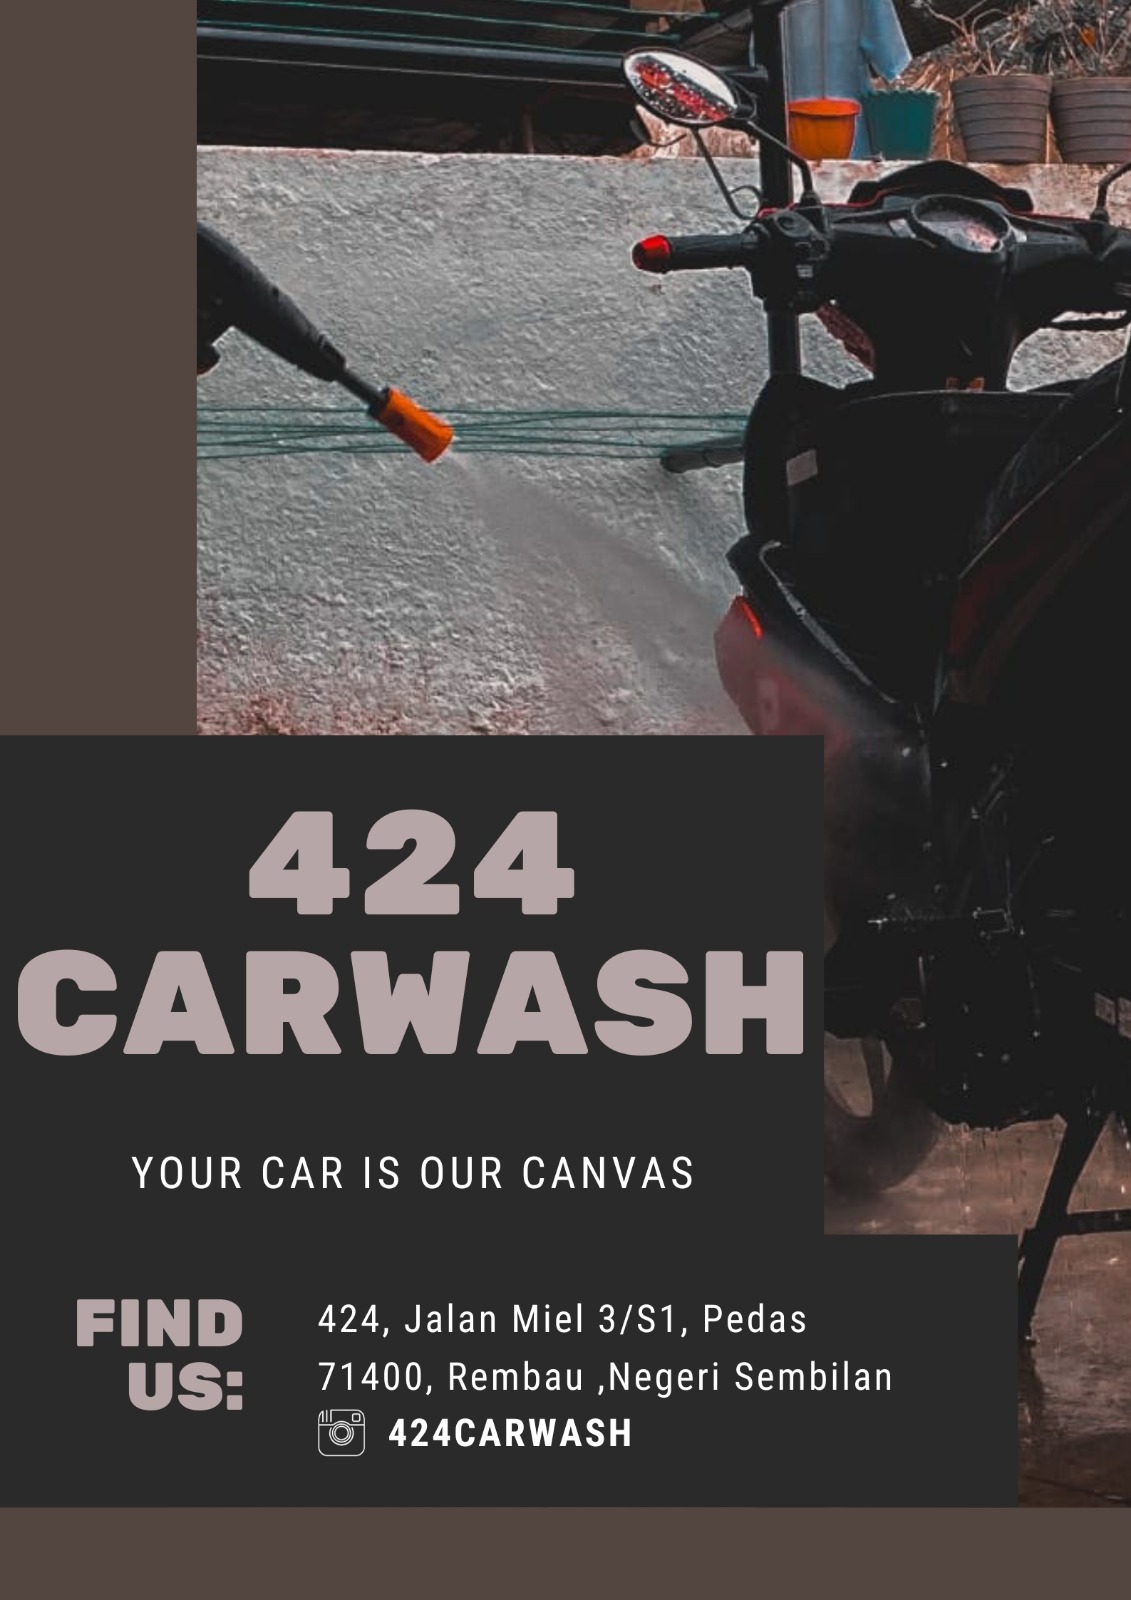 424
CARWASH
YOUR CAR IS OUR CANVAS
FIND
US:
424, Jalan Miel 3/S1, Pedas
71400, Rembau ,Negeri Sembilan
424CARWASH